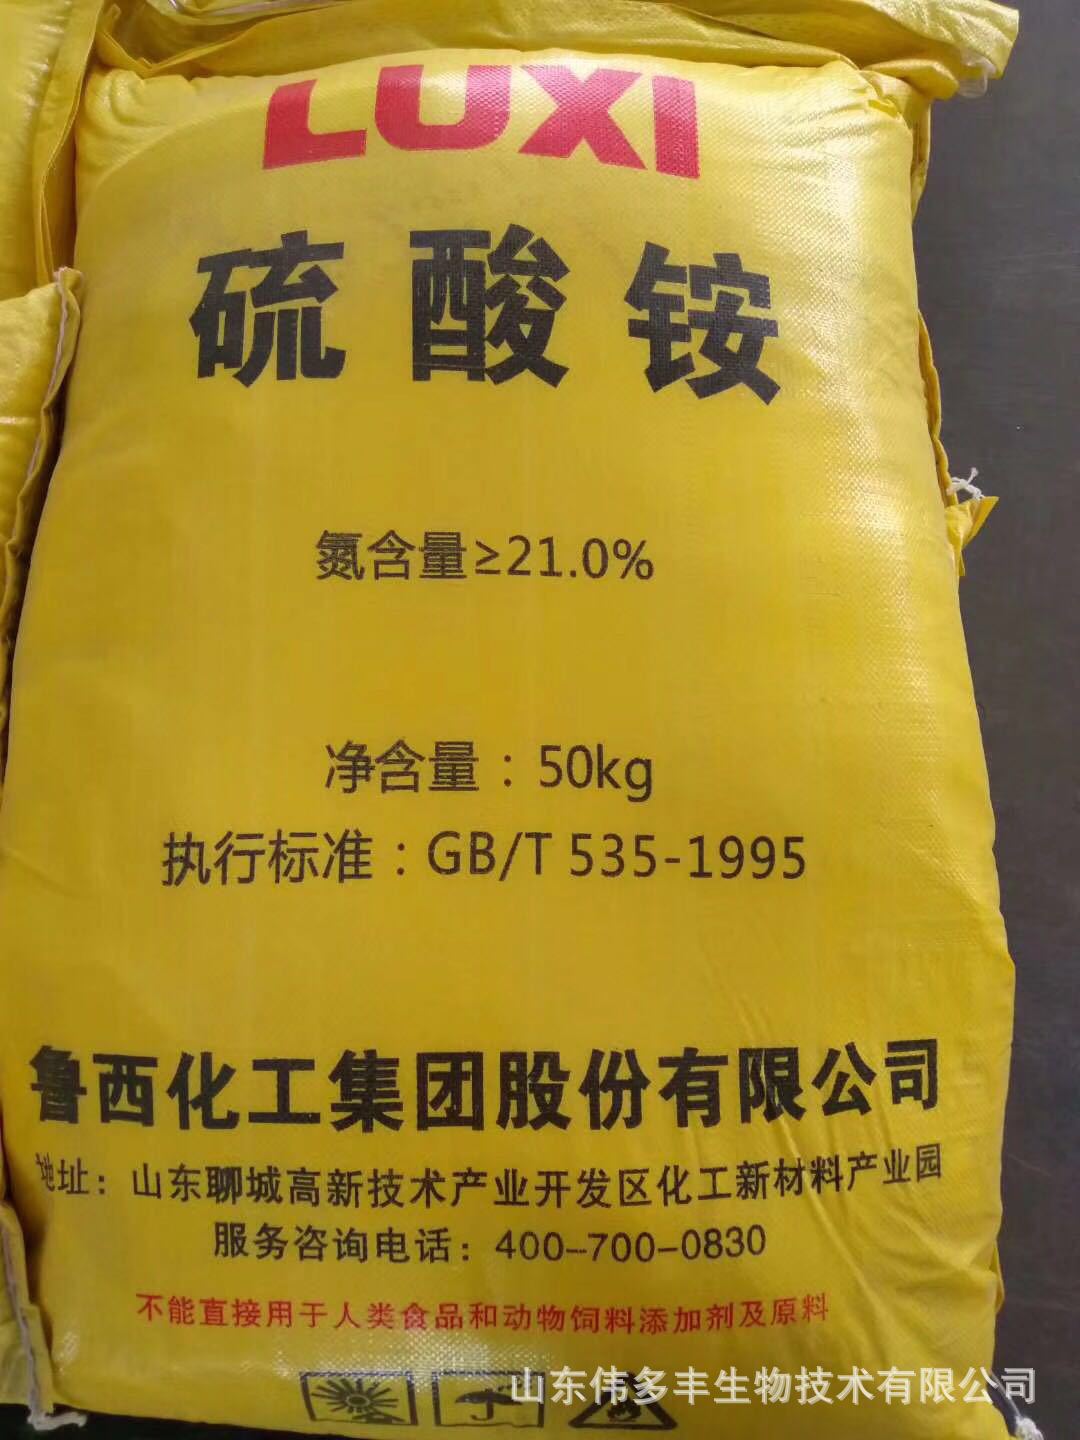 LUXI
硫酸铵
氮含量≥21.0%
净含量：50kg
执行标准：GB/T 535-1995
鲁西化工集团股份有限公司
地址：山东聊城高新技术产业开发区化工新材料产业园
服务咨询电话：400-700-0830
不能直接用于人类食品和动物饲料添加剂及原料
山东伟多丰生物技术有限公司